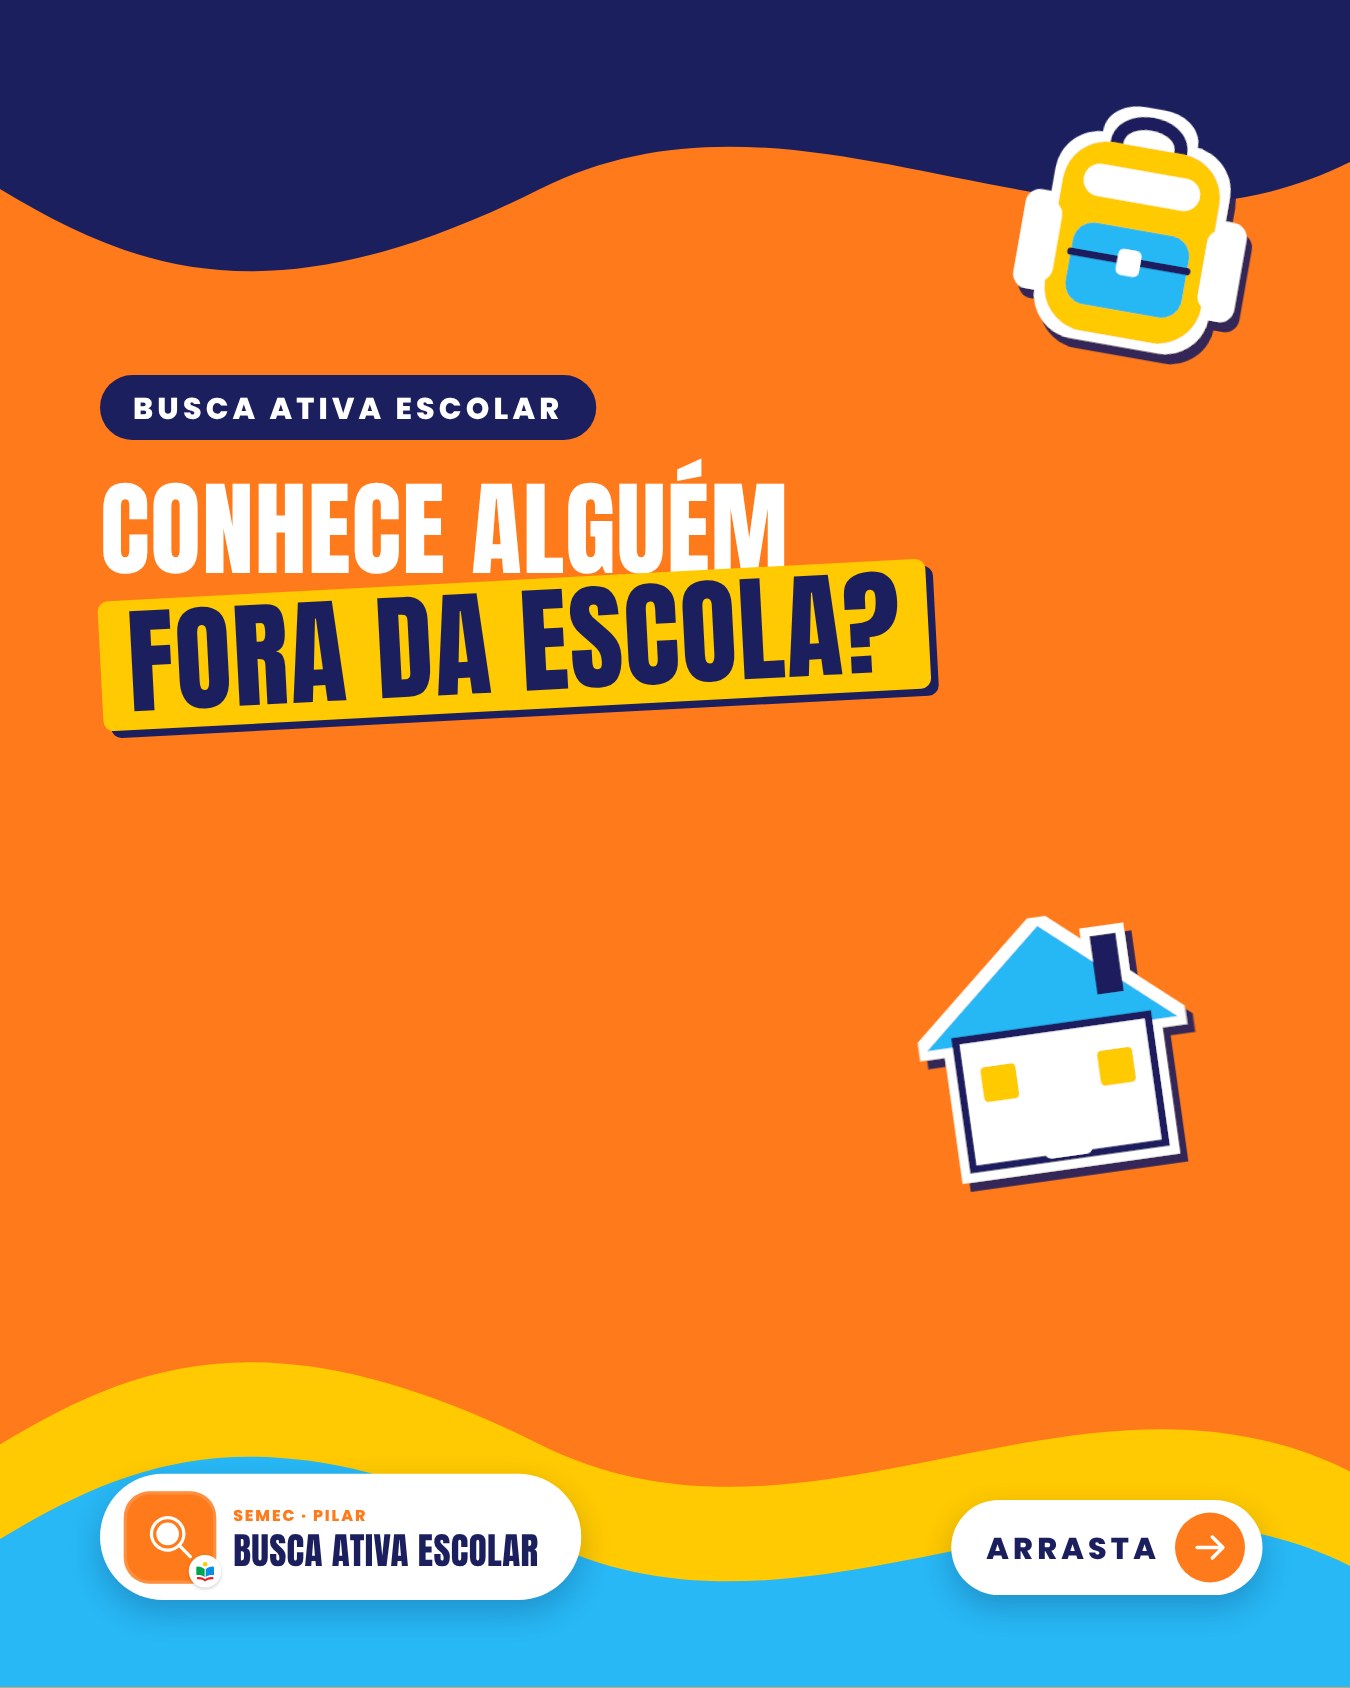 BUSCA ATIVA ESCOLAR
CONHECE ALGUÉM
FORA DA ESCOLA?
SEMEC · PILAR
BUSCA ATIVA ESCOLAR
ARRASTA